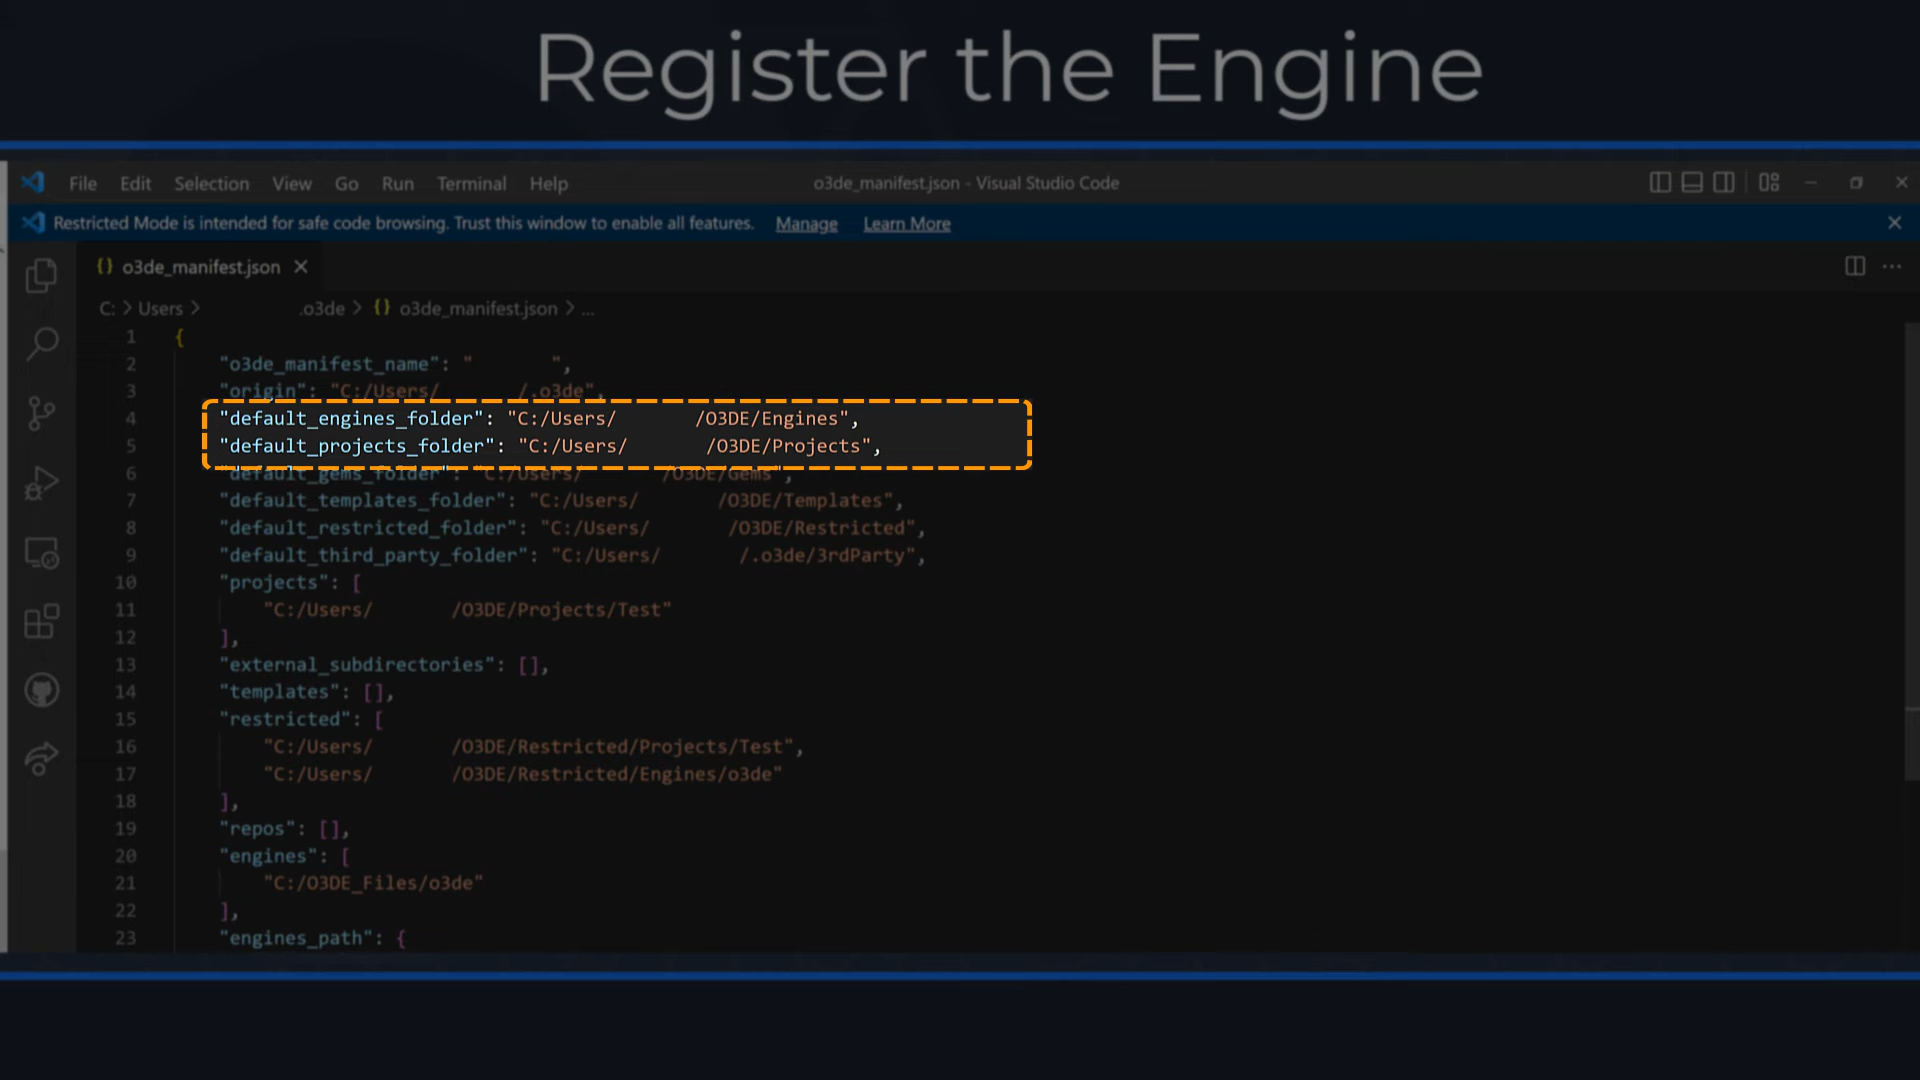 Register the Engine
File Edit Selection View Go Run Terminal Help o3de_manifest.json - Visual Studio Code
Restricted Mode is intended for safe code browsing. Trust this window to enable all features. Manage Learn More
{} o3de_manifest.json
C: > Users > .o3de > {} o3de_manifest.json > ...
1 {
2 "o3de_manifest_name": " ",
3 "origin": "C:/Users/ /.o3de",
4 "default_engines_folder": "C:/Users/ /O3DE/Engines",
5 "default_projects_folder": "C:/Users/ /O3DE/Projects",
6 "default_gems_folder": "C:/Users/ /O3DE/Gems",
7 "default_templates_folder": "C:/Users/ /O3DE/Templates",
8 "default_restricted_folder": "C:/Users/ /O3DE/Restricted",
9 "default_third_party_folder": "C:/Users/ /.o3de/3rdParty",
10 "projects": [
11 "C:/Users/ /O3DE/Projects/Test"
12 ],
13 "external_subdirectories": [],
14 "templates": [],
15 "restricted": [
16 "C:/Users/ /O3DE/Restricted/Projects/Test",
17 "C:/Users/ /O3DE/Restricted/Engines/o3de"
18 ],
19 "repos": [],
20 "engines": [
21 "C:/O3DE_Files/o3de"
22 ],
23 "engines_path": {